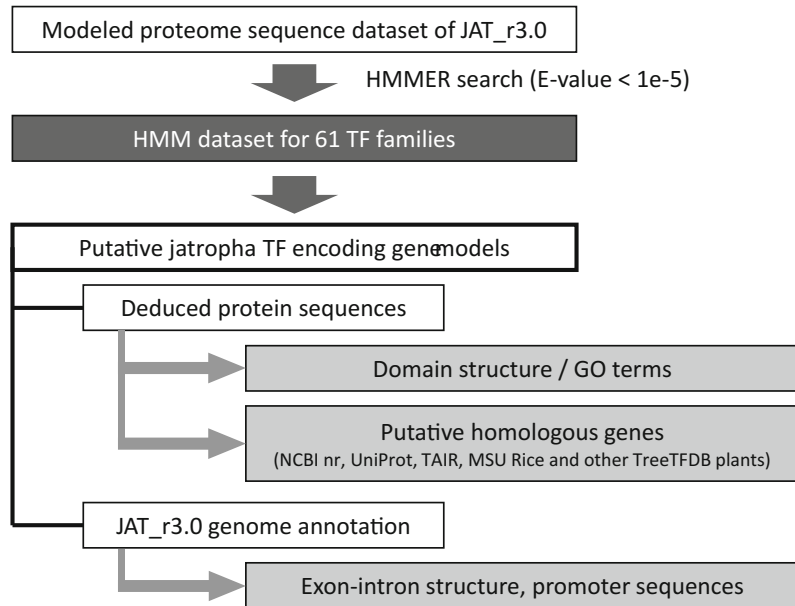 Modeled proteome sequence dataset of JAT_r3.0
HMMER search (E-value < 1e-5)
HMM dataset for 61 TF families
Putative jatropha TF encoding genemodels
Deduced protein sequences
Domain structure / GO terms
Putative homologous genes
(NCBI nr, UniProt, TAIR, MSU Rice and other TreeTFDB plants)
JAT_r3.0 genome annotation
Exon-intron structure, promoter sequences